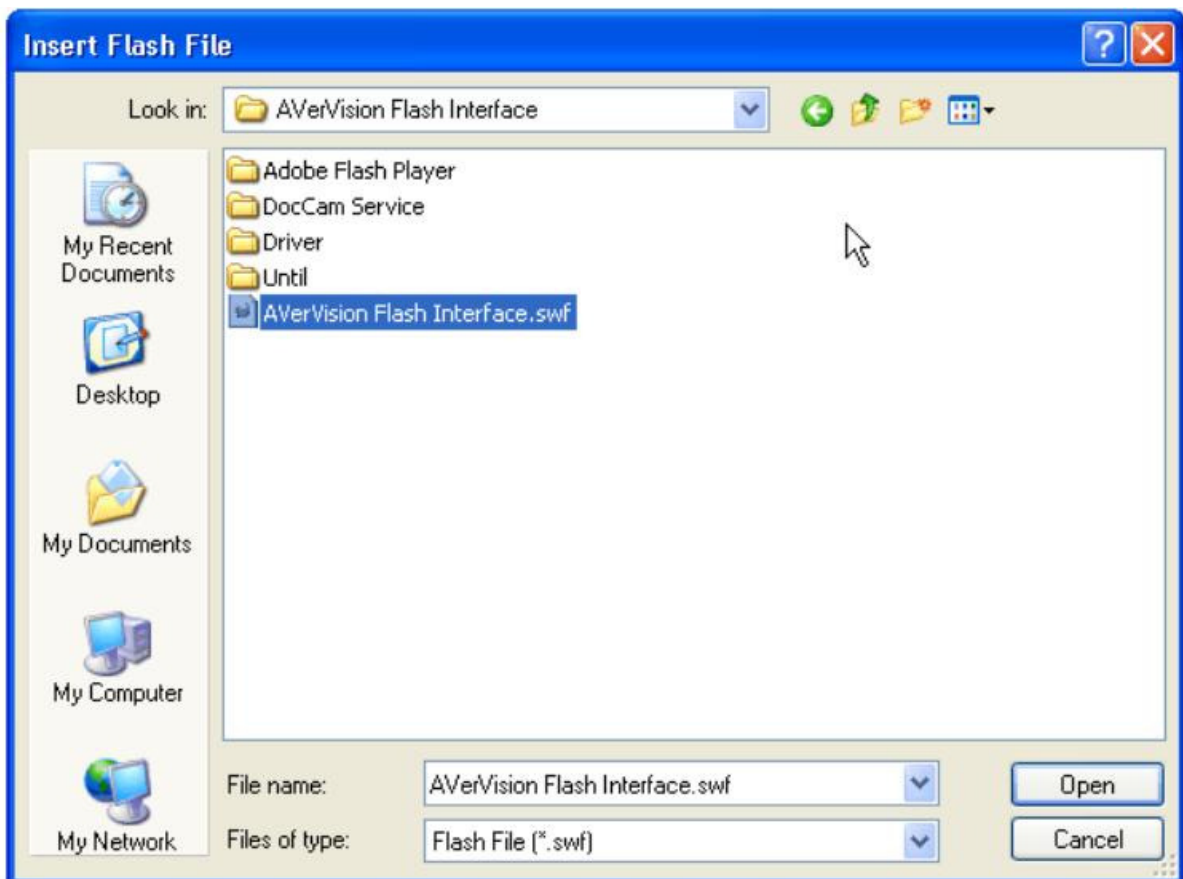 Insert Flash File
Look in: AVerVision Flash Interface
Adobe Flash Player
DocCam Service
Driver
Until
AVerVision Flash Interface.swf
My Recent
Documents
Desktop
My Documents
My Computer
My Network
File name: AVerVision Flash Interface.swf Open
Files of type: Flash File (*.swf) Cancel